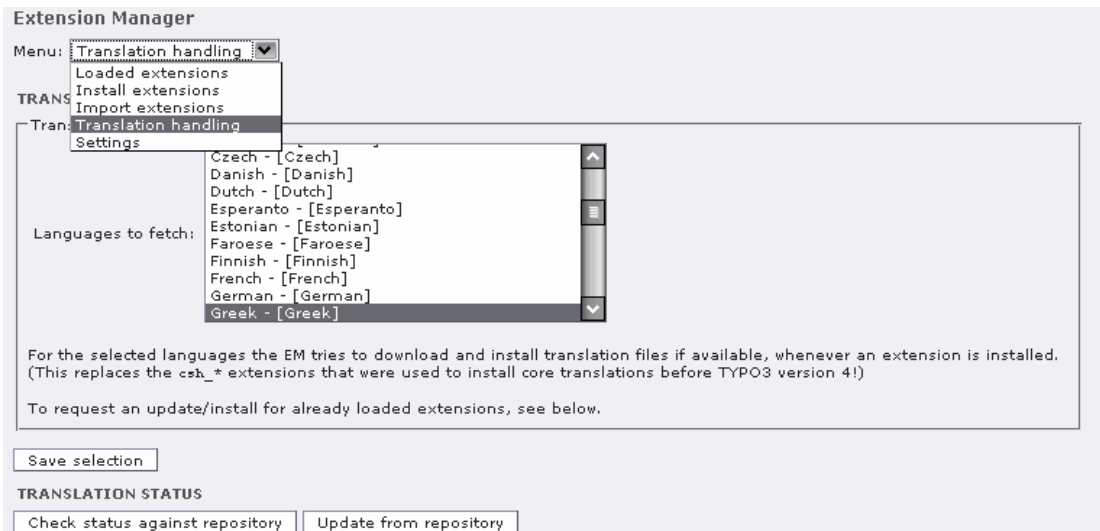 Extension Manager
Menu: Translation handling
Loaded extensions
Install extensions
Import extensions
Translation handling
Settings
TRANS
Tran
Languages to fetch:
Czech - [Czech]
Danish - [Danish]
Dutch - [Dutch]
Esperanto - [Esperanto]
Estonian - [Estonian]
Faroese - [Faroese]
Finnish - [Finnish]
French - [French]
German - [German]
Greek - [Greek]
For the selected languages the EM tries to download and install translation files if available, whenever an extension is installed.
(This replaces the csh_* extensions that were used to install core translations before TYPO3 version 4!)
To request an update/install for already loaded extensions, see below.
Save selection
TRANSLATION STATUS
Check status against repository
Update from repository